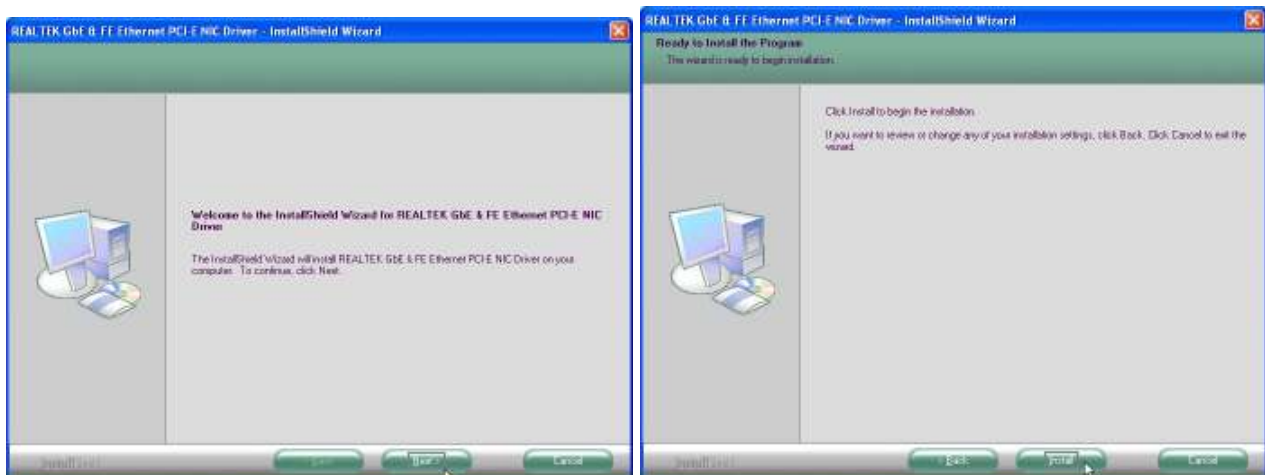 REALTEK GbE & FE Ethernet PCI-E NIC Driver - InstallShield Wizard
Welcome to the InstallShield Wizard for REALTEK GbE & FE Ethernet PCI-E NIC
Driver
The InstallShield Wizard will install REALTEK GbE & FE Ethernet PCI-E NIC Driver on your
computer. To continue, click Next.
InstallShield
Next >
Cancel
REALTEK GbE & FE Ethernet PCI-E NIC Driver - InstallShield Wizard
Ready to Install the Program
The wizard is ready to begin installation.
Click Install to begin the installation.
If you want to review or change any of your installation settings, click Back. Click Cancel to exit the
wizard.
InstallShield
< Back
Install
Cancel